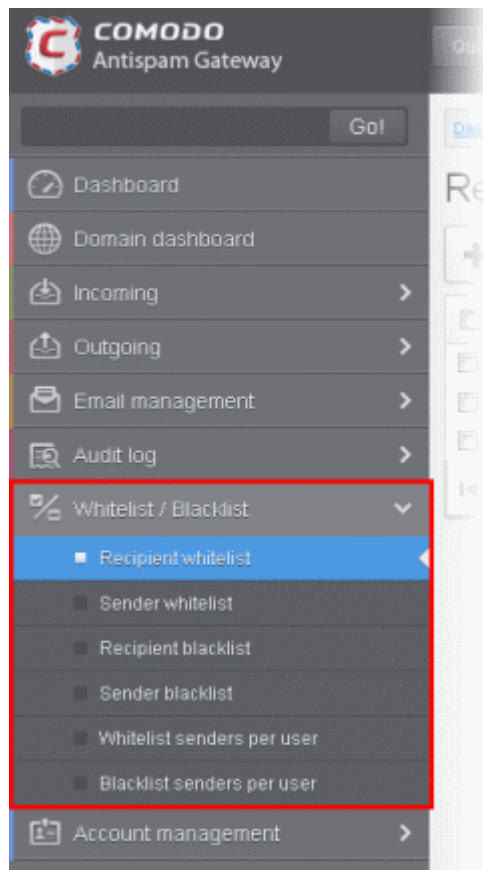 COMODO
Antispam Gateway
Go!
Dashboard
Domain dashboard
Incoming
Outgoing
Email management
Audit log
Whitelist / Blacklist
Recipient whitelist
Sender whitelist
Recipient blacklist
Sender blacklist
Whitelist senders per user
Blacklist senders per user
Account management